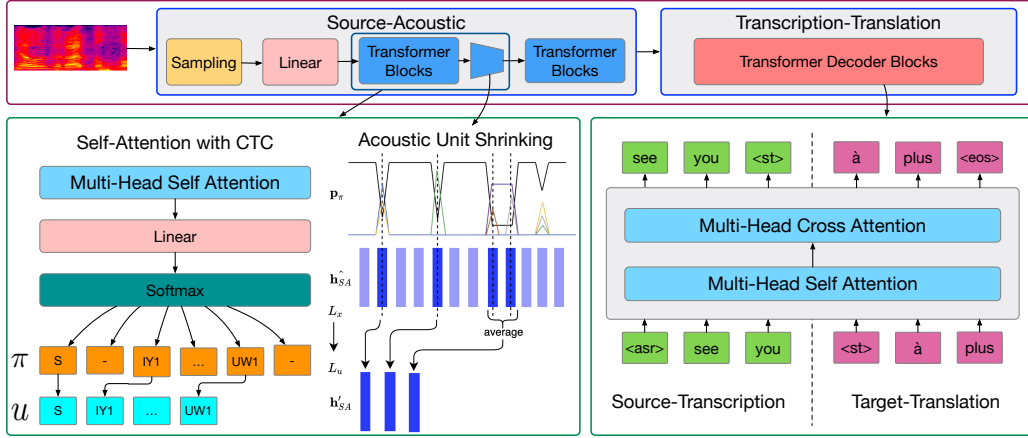 Source-Acoustic
Transcription-Translation
Sampling
Linear
Transformer
Blocks
Transformer
Blocks
Transformer Decoder Blocks
Self-Attention with CTC
Multi-Head Self Attention
Linear
Softmax
π S - IY1 ... UW1 -
u S IY1 ... UW1
Acoustic Unit Shrinking
p_π
ĥ_SA
L_x
average
L_u
h'_SA
see you <st> à plus <eos>
Multi-Head Cross Attention
Multi-Head Self Attention
<asr> see you <st> à plus
Source-Transcription Target-Translation